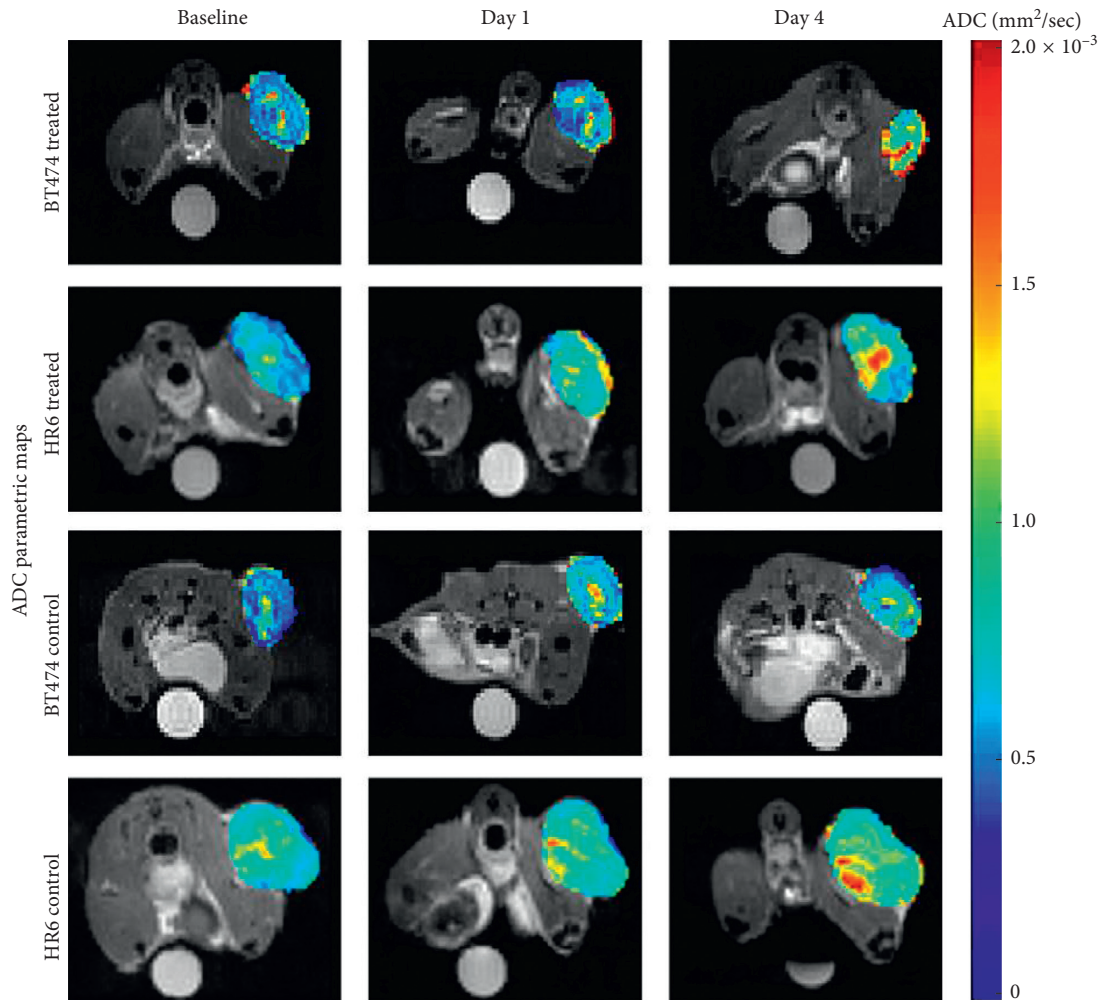 Baseline
Day 1
Day 4
ADC (mm²/sec)
2.0 × 10⁻³
1.5
1.0
0.5
0
ADC parametric maps
BT474 treated
HR6 treated
BT474 control
HR6 control